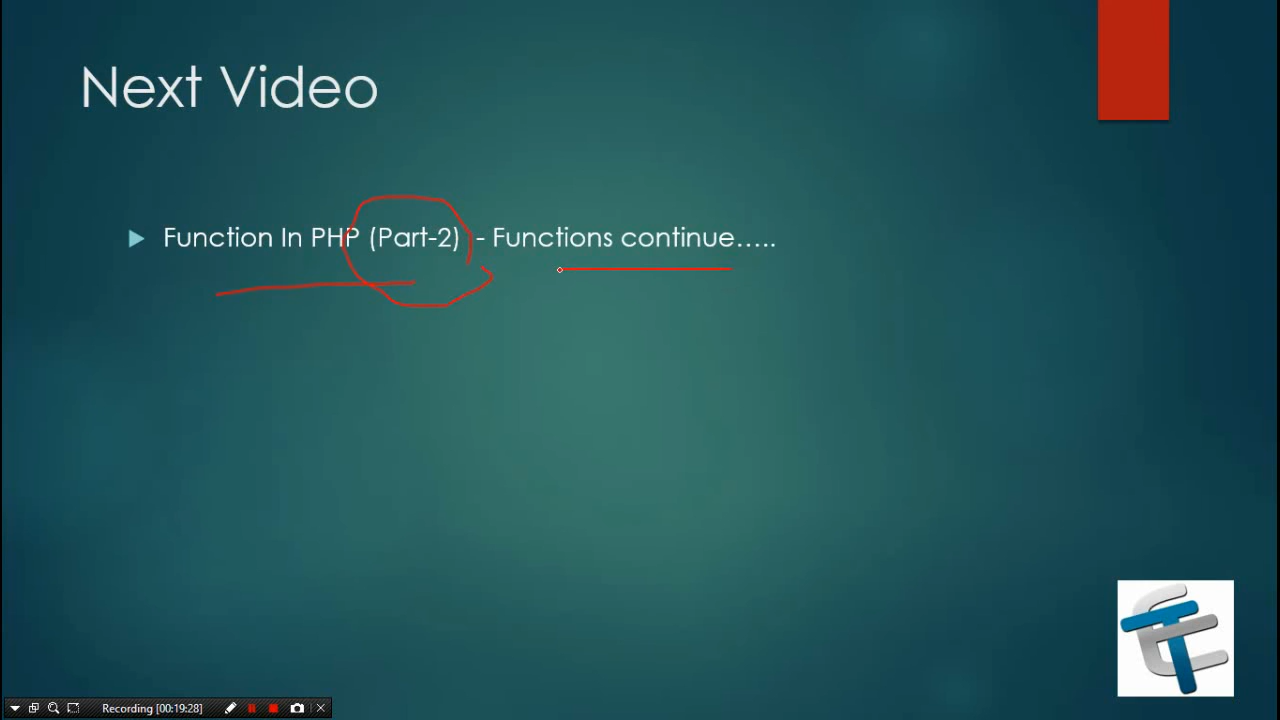 Next Video
Function In PHP (Part-2) - Functions continue.....
Recording [00:19:28]